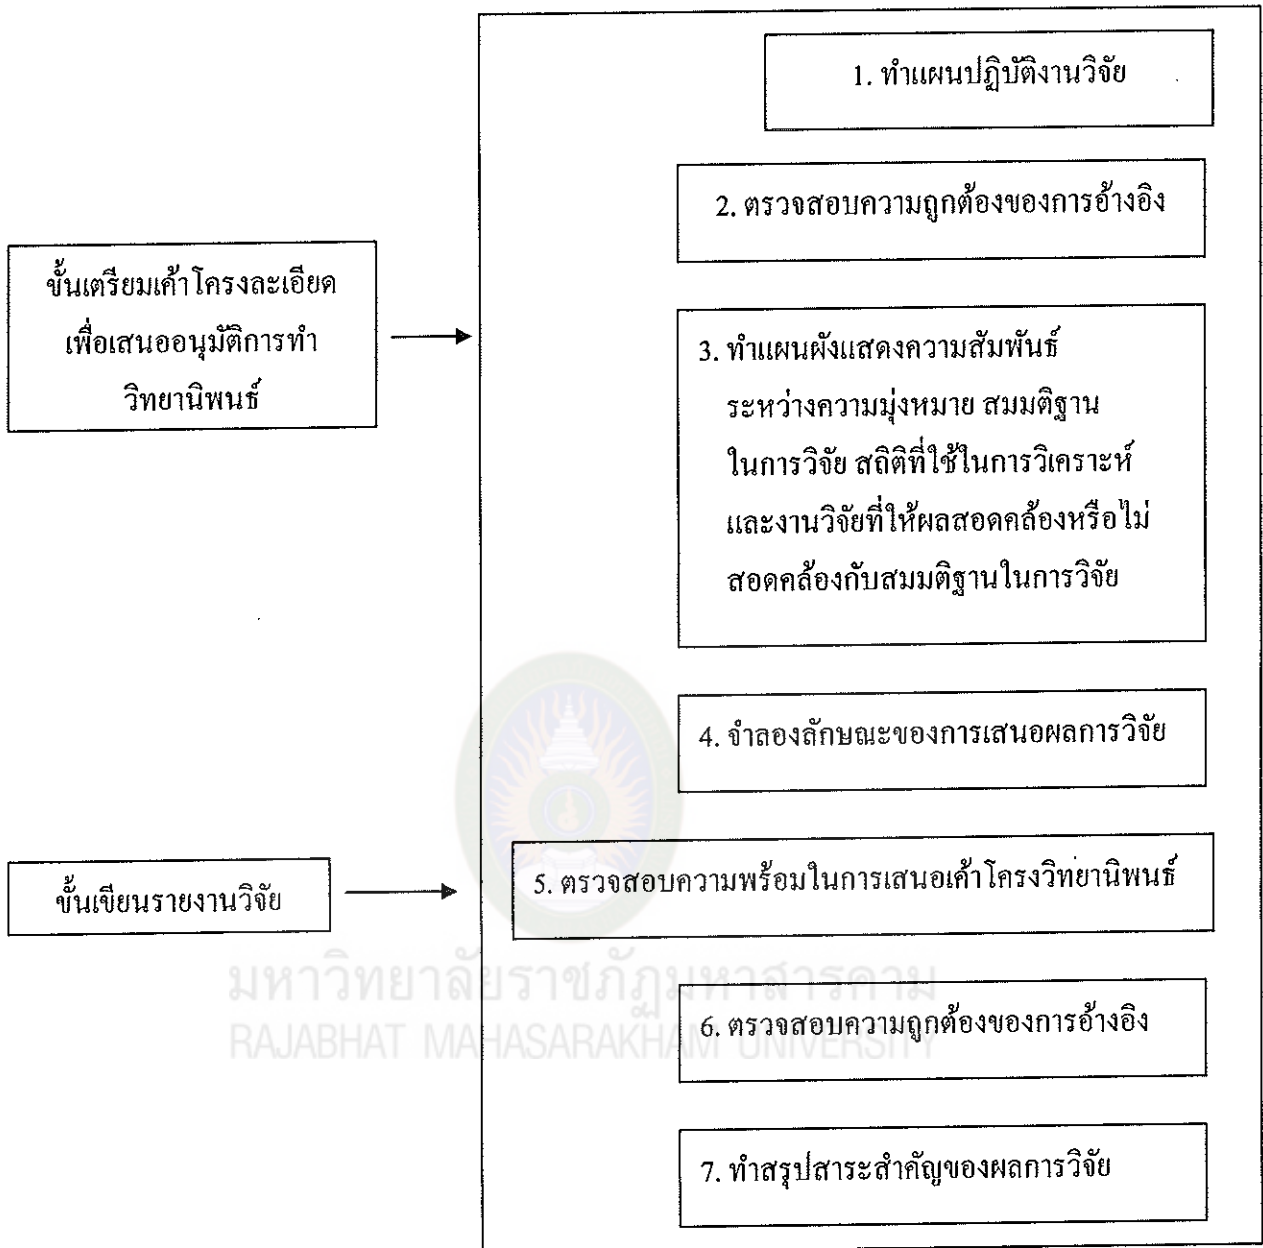 1. ทำแผนปฏิบัติงานวิจัย
2. ตรวจสอบความถูกต้องของการอ้างอิง
ขั้นเตรียมเค้าโครงละเอียด
เพื่อเสนออนุมัติการทำ
วิทยานิพนธ์
3. ทำแผนผังแสดงความสัมพันธ์
ระหว่างความมุ่งหมาย สมมติฐาน
ในการวิจัย สถิติที่ใช้ในการวิเคราะห์
และงานวิจัยที่ให้ผลสอดคล้องหรือไม่
สอดคล้องกับสมมติฐานในการวิจัย
4. จำลองลักษณะของการเสนอผลการวิจัย
ขั้นเขียนรายงานวิจัย
5. ตรวจสอบความพร้อมในการเสนอเค้าโครงวิทยานิพนธ์
มหาวิทยาลัยราชภัฏมหาสารคาม
RAJABHAT MAHASARAKHAM UNIVERSITY
6. ตรวจสอบความถูกต้องของการอ้างอิง
7. ทำสรุปสาระสำคัญของผลการวิจัย